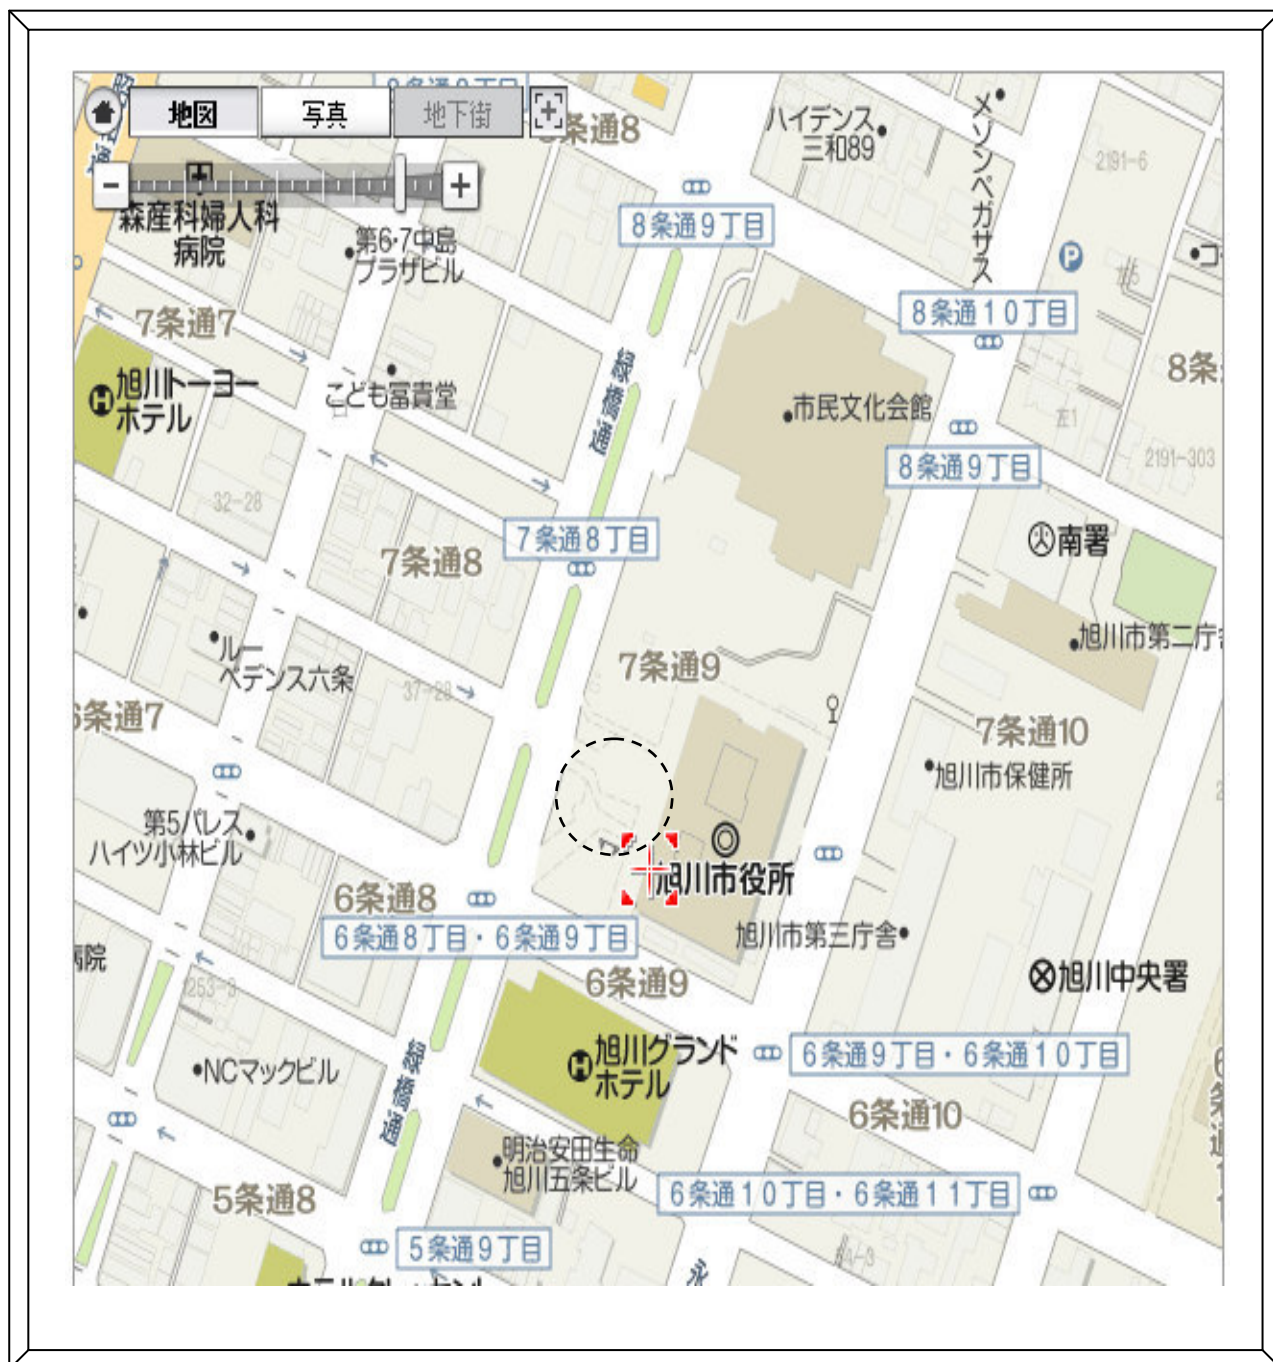 地図
写真
地下街
条通8
ハイデンス
三和89
メゾンペガサス
2191-6
8条通9丁目
森産科婦人科
病院
第6・7中島
プラザビル
7条通7
8条通10丁目
8条
旭川トーヨー
ホテル
こども冨貴堂
緑橋通
市民文化会館
左1
8条通9丁目
2191-303
32-28
7条通8丁目
7条通8
南署
ルー
ペデンス六条
37-29
7条通9
旭川市第二庁舎
6条通7
7条通10
旭川市保健所
第5パレス
ハイツ小林ビル
旭川市役所
6条通8
6条通8丁目・6条通9丁目
旭川市第三庁舎
病院
6条通9
旭川中央署
1253-3
旭川グランド
ホテル
6条通9丁目・6条通10丁目
NCマックビル
緑橋通
6条通10
明治安田生命
旭川五条ビル
6条通10丁目・6条通11丁目
5条通8
5条通9丁目
永